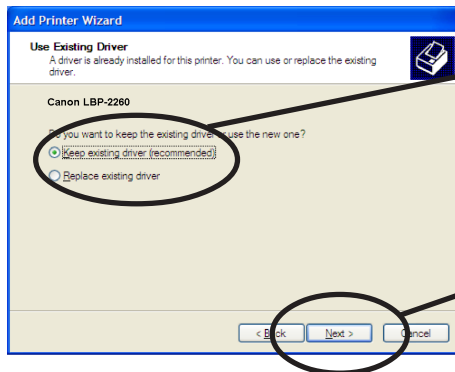 Add Printer Wizard
Use Existing Driver
A driver is already installed for this printer. You can use or replace the existing
driver.
Canon LBP-2260
Do you want to keep the existing driver or use the new one?
Keep existing driver (recommended)
Replace existing driver
< Back
Next >
Cancel